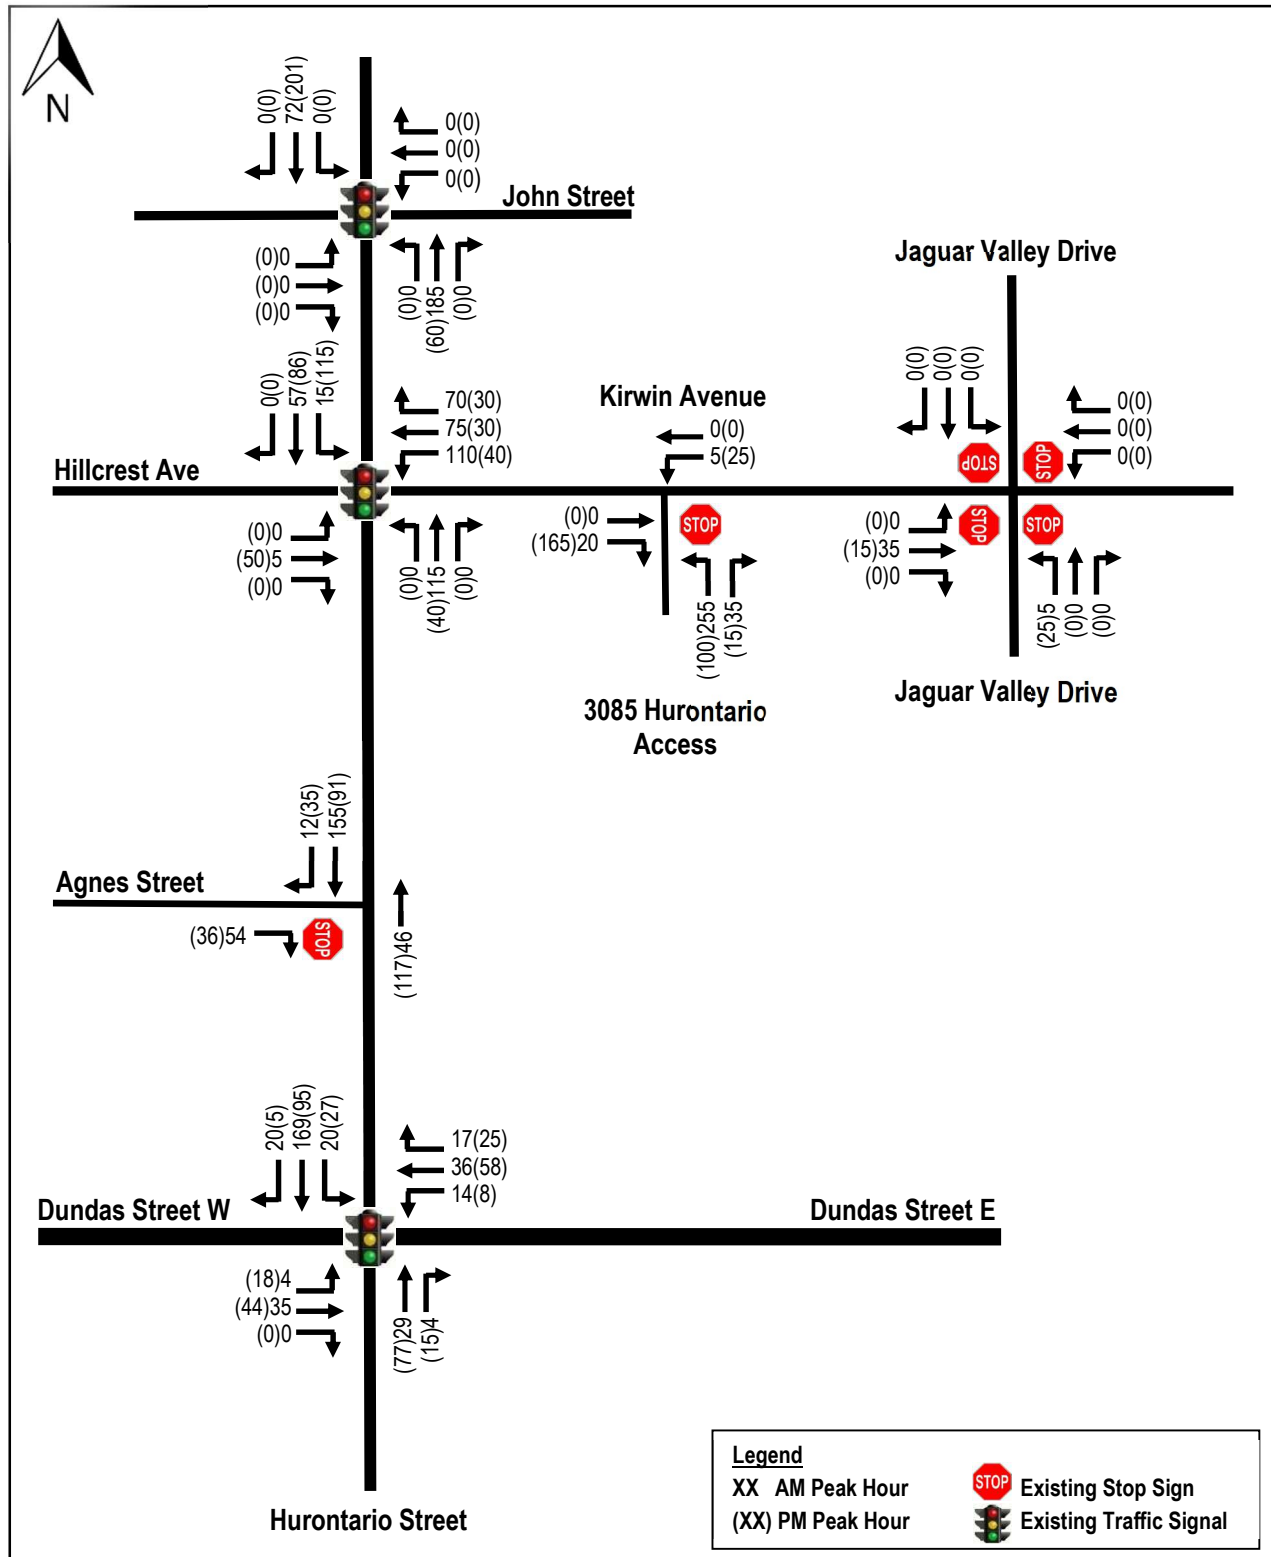 N
0(0)
72(201)
0(0)
0(0)
0(0)
0(0)
John Street
(0)0
(0)0
(0)0
(0)0
(60)185
(0)0
Jaguar Valley Drive
0(0)
57(86)
15(115)
70(30)
75(30)
110(40)
Kirwin Avenue
0(0)
5(25)
0(0)
0(0)
0(0)
0(0)
0(0)
0(0)
Hillcrest Ave
STOP
STOP
(0)0
(50)5
(0)0
(0)0
(40)115
(0)0
(0)0
(165)20
STOP
(100)255
(15)35
(0)0
(15)35
(0)0
STOP
STOP
(25)5
(0)0
(0)0
Jaguar Valley Drive
3085 Hurontario
Access
12(35)
155(91)
Agnes Street
(36)54
STOP
(117)46
20(5)
169(95)
20(27)
17(25)
36(58)
14(8)
Dundas Street W
Dundas Street E
(18)4
(44)35
(0)0
(77)29
(15)4
Hurontario Street
Legend
XX AM Peak Hour
STOP Existing Stop Sign
(XX) PM Peak Hour
Existing Traffic Signal